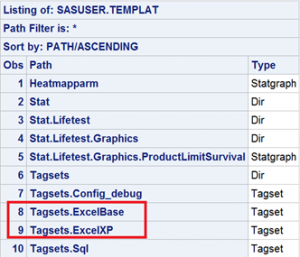 Listing of: SASUSER.TEMPLAT
Path Filter is: *
Sort by: PATH/ASCENDING
Obs Path Type
1 Heatmapparm Statgraph
2 Stat Dir
3 Stat.Lifetest Dir
4 Stat.Lifetest.Graphics Dir
5 Stat.Lifetest.Graphics.ProductLimitSurvival Statgraph
6 Tagsets Dir
7 Tagsets.Config_debug Tagset
8 Tagsets.ExcelBase Tagset
9 Tagsets.ExcelXP Tagset
10 Tagsets.Sql Tagset